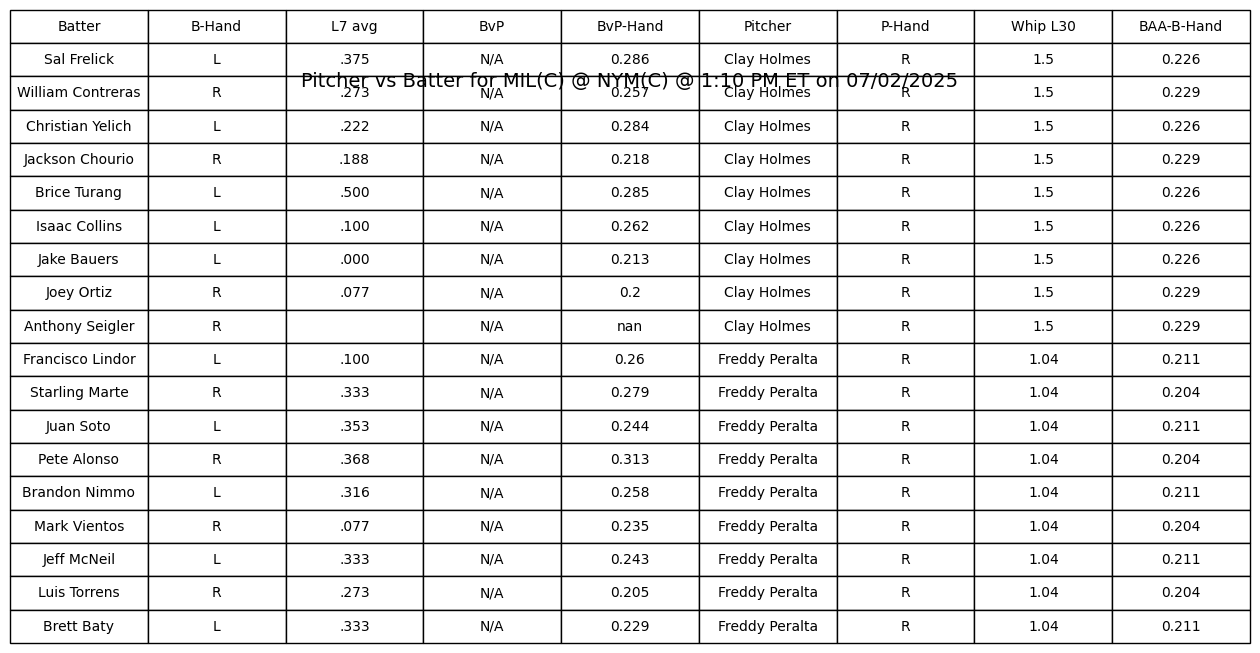 Batter B-Hand L7 avg BvP BvP-Hand Pitcher P-Hand Whip L30 BAA-B-Hand
Sal Frelick L .375 N/A 0.286 Clay Holmes R 1.5 0.226
Pitcher vs Batter for MIL(C) @ NYM(C) @ 1:10 PM ET on 07/02/2025
William Contreras R .273 N/A 0.257 Clay Holmes R 1.5 0.229
Christian Yelich L .222 N/A 0.284 Clay Holmes R 1.5 0.226
Jackson Chourio R .188 N/A 0.218 Clay Holmes R 1.5 0.229
Brice Turang L .500 N/A 0.285 Clay Holmes R 1.5 0.226
Isaac Collins L .100 N/A 0.262 Clay Holmes R 1.5 0.226
Jake Bauers L .000 N/A 0.213 Clay Holmes R 1.5 0.226
Joey Ortiz R .077 N/A 0.2 Clay Holmes R 1.5 0.229
Anthony Seigler R N/A nan Clay Holmes R 1.5 0.229
Francisco Lindor L .100 N/A 0.26 Freddy Peralta R 1.04 0.211
Starling Marte R .333 N/A 0.279 Freddy Peralta R 1.04 0.204
Juan Soto L .353 N/A 0.244 Freddy Peralta R 1.04 0.211
Pete Alonso R .368 N/A 0.313 Freddy Peralta R 1.04 0.204
Brandon Nimmo L .316 N/A 0.258 Freddy Peralta R 1.04 0.211
Mark Vientos R .077 N/A 0.235 Freddy Peralta R 1.04 0.204
Jeff McNeil L .333 N/A 0.243 Freddy Peralta R 1.04 0.211
Luis Torrens R .273 N/A 0.205 Freddy Peralta R 1.04 0.204
Brett Baty L .333 N/A 0.229 Freddy Peralta R 1.04 0.211